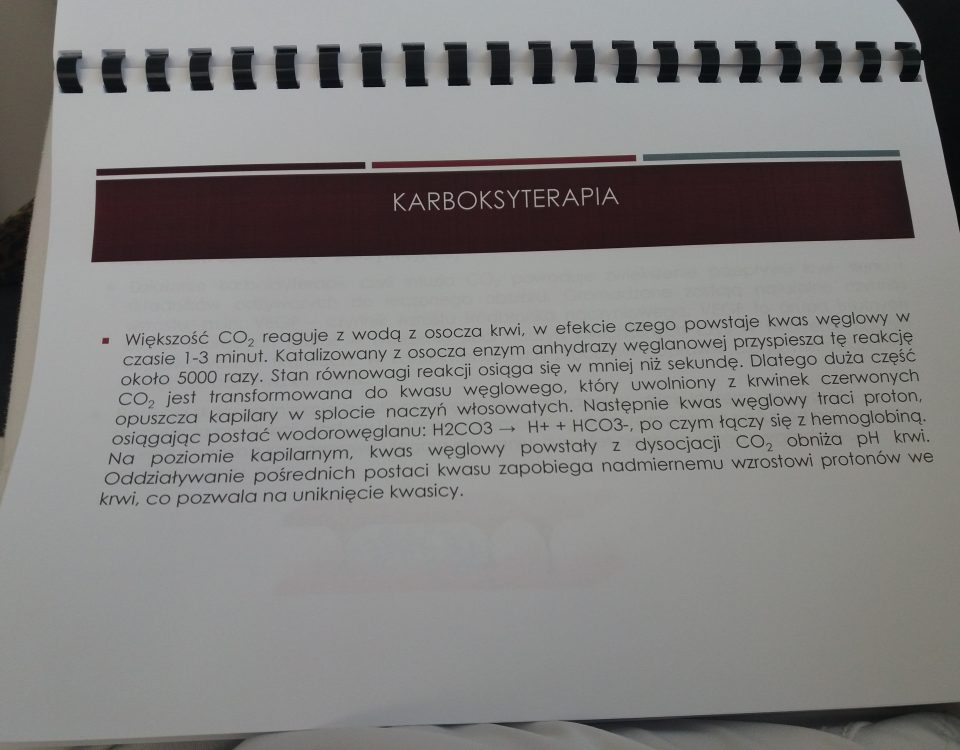 KARBOKSYTERAPIA
▪ Większość CO₂ reaguje z wodą z osocza krwi, w efekcie czego powstaje kwas węglowy w
czasie 1-3 minut. Katalizowany z osocza enzym anhydrazy węglanowej przyspiesza tę reakcję
około 5000 razy. Stan równowagi reakcji osiąga się w mniej niż sekundę. Dlatego duża część
CO₂ jest transformowana do kwasu węglowego, który uwolniony z krwinek czerwonych
opuszcza kapilary w splocie naczyń włosowatych. Następnie kwas węglowy traci proton,
osiągając postać wodorowęglanu: H2CO3 → H+ + HCO3-, po czym łączy się z hemoglobiną.
Na poziomie kapilarnym, kwas węglowy powstały z dysocjacji CO₂ obniża pH krwi.
Oddziaływanie pośrednich postaci kwasu zapobiega nadmiernemu wzrostowi protonów we
krwi, co pozwala na uniknięcie kwasicy.